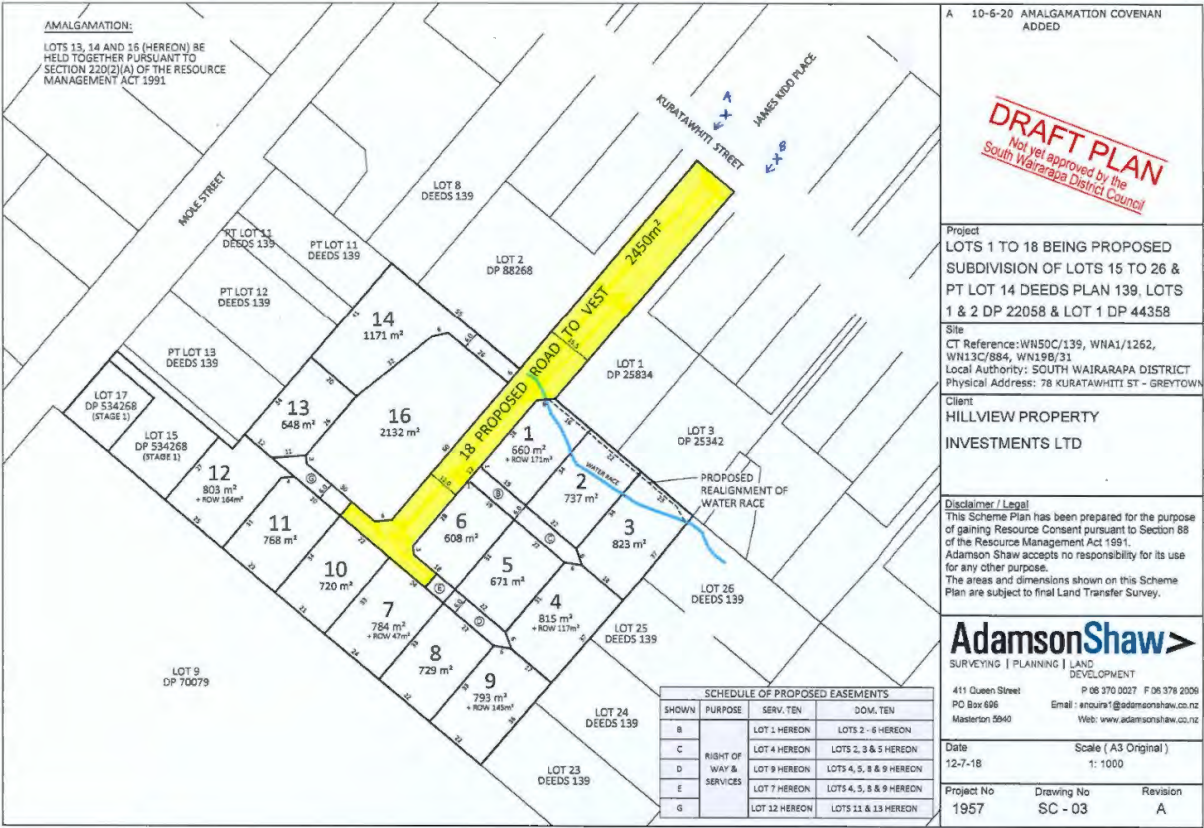 AMALGAMATION:
LOTS 13, 14 AND 16 (HEREON) BE
HELD TOGETHER PURSUANT TO
SECTION 220(2)(A) OF THE RESOURCE
MANAGEMENT ACT 1991
MOLE STREET
KURATAWHITI STREET
JAMES KIDD PLACE
A
X
B
X
LOT 8
DEEDS 139
PT LOT 11
DEEDS 139
PT LOT 11
DEEDS 139
LOT 2
DP 88268
PT LOT 12
DEEDS 139
PT LOT 13
DEEDS 139
18 PROPOSED ROAD TO VEST 2450m²
15.5
12.0
14
1171 m²
LOT 1
DP 25834
LOT 17
DP 534268
(STAGE 1)
LOT 15
DP 534268
(STAGE 1)
13
648 m²
16
2132 m²
1
660 m²
+ ROW 171m²
LOT 3
DP 25342
WATER RACE
2
737 m²
PROPOSED
REALIGNMENT OF
WATER RACE
12
803 m²
+ ROW 164m²
G
B
3
823 m²
11
768 m²
6
608 m²
C
10
720 m²
5
671 m²
E
LOT 26
DEEDS 139
7
784 m²
+ ROW 47m²
D
4
815 m²
+ ROW 117m²
LOT 25
DEEDS 139
8
729 m²
9
793 m²
+ ROW 145m²
LOT 9
DP 70079
LOT 24
DEEDS 139
LOT 23
DEEDS 139
SCHEDULE OF PROPOSED EASEMENTS
SHOWN PURPOSE SERV. TEN DOM. TEN
B LOT 1 HEREON LOTS 2 - 6 HEREON
C LOT 4 HEREON LOTS 2, 3 & 5 HEREON
RIGHT OF
WAY &
SERVICES
D LOT 9 HEREON LOTS 4, 5, 8 & 9 HEREON
E LOT 7 HEREON LOTS 4, 5, 8 & 9 HEREON
G LOT 12 HEREON LOTS 11 & 13 HEREON
A 10-6-20 AMALGAMATION COVENAN
ADDED
DRAFT PLAN
Not yet approved by the
South Wairarapa District Council
Project
LOTS 1 TO 18 BEING PROPOSED
SUBDIVISION OF LOTS 15 TO 26 &
PT LOT 14 DEEDS PLAN 139, LOTS
1 & 2 DP 22058 & LOT 1 DP 44358
Site
CT Reference: WN50C/139, WNA1/1262,
WN13C/884, WN19B/31
Local Authority: SOUTH WAIRARAPA DISTRICT
Physical Address: 78 KURATAWHITI ST - GREYTOWN
Client
HILLVIEW PROPERTY
INVESTMENTS LTD
Disclaimer / Legal
This Scheme Plan has been prepared for the purpose
of gaining Resource Consent pursuant to Section 88
of the Resource Management Act 1991.
Adamson Shaw accepts no responsibility for its use
for any other purpose.
The areas and dimensions shown on this Scheme
Plan are subject to final Land Transfer Survey.
AdamsonShaw>
SURVEYING | PLANNING | LAND
DEVELOPMENT
411 Queen Street P 06 370 0027 F 06 378 2009
PO Box 696 Email : enquire1@adamsonshaw.co.nz
Masterton 5840 Web: www.adamsonshaw.co.nz
Date Scale ( A3 Original )
12-7-18 1: 1000
Project No Drawing No Revision
1957 SC - 03 A